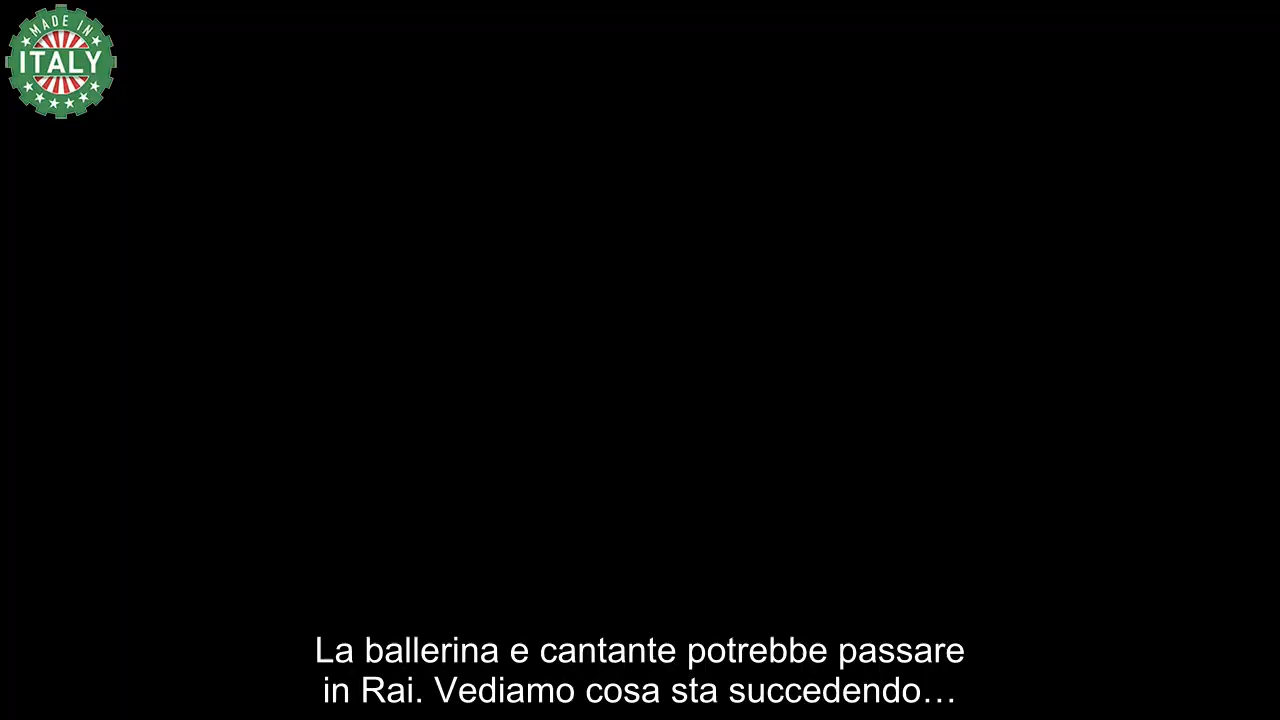 MADE IN
ITALY
La ballerina e cantante potrebbe passare
in Rai. Vediamo cosa sta succedendo…